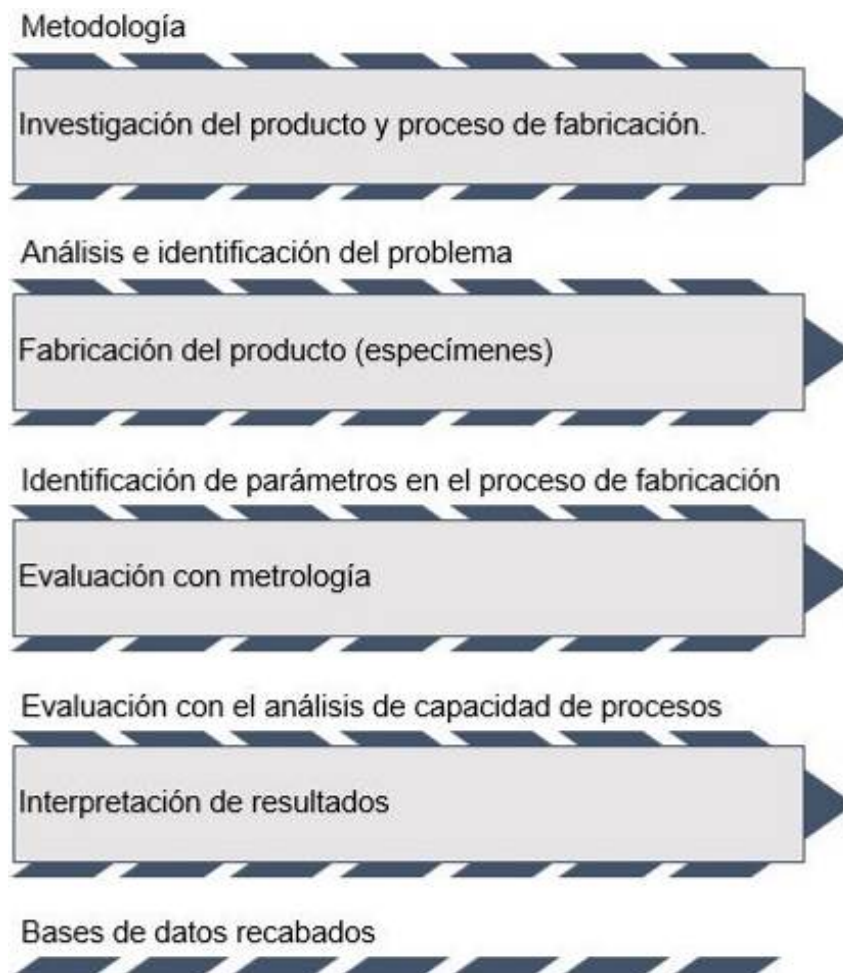 Metodología
Investigación del producto y proceso de fabricación.
Análisis e identificación del problema
Fabricación del producto (especímenes)
Identificación de parámetros en el proceso de fabricación
Evaluación con metrología
Evaluación con el análisis de capacidad de procesos
Interpretación de resultados
Bases de datos recabados